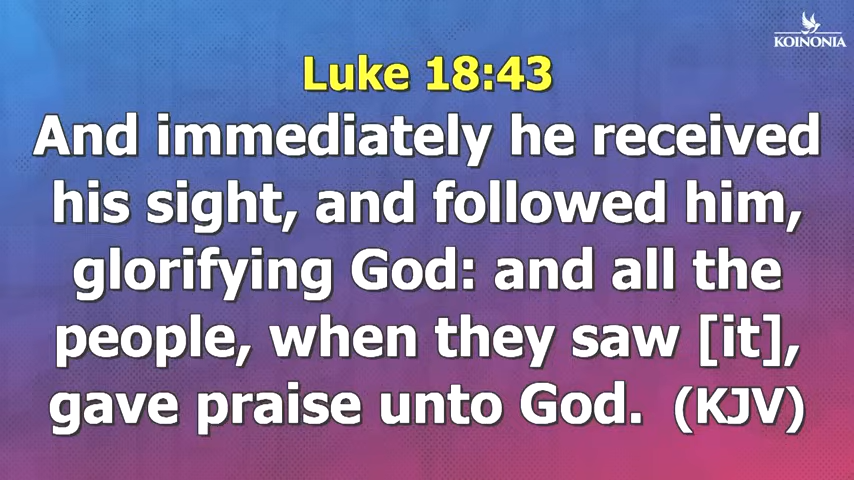 KOINONIA
Luke 18:43
And immediately he received
his sight, and followed him,
glorifying God: and all the
people, when they saw [it],
gave praise unto God. (KJV)